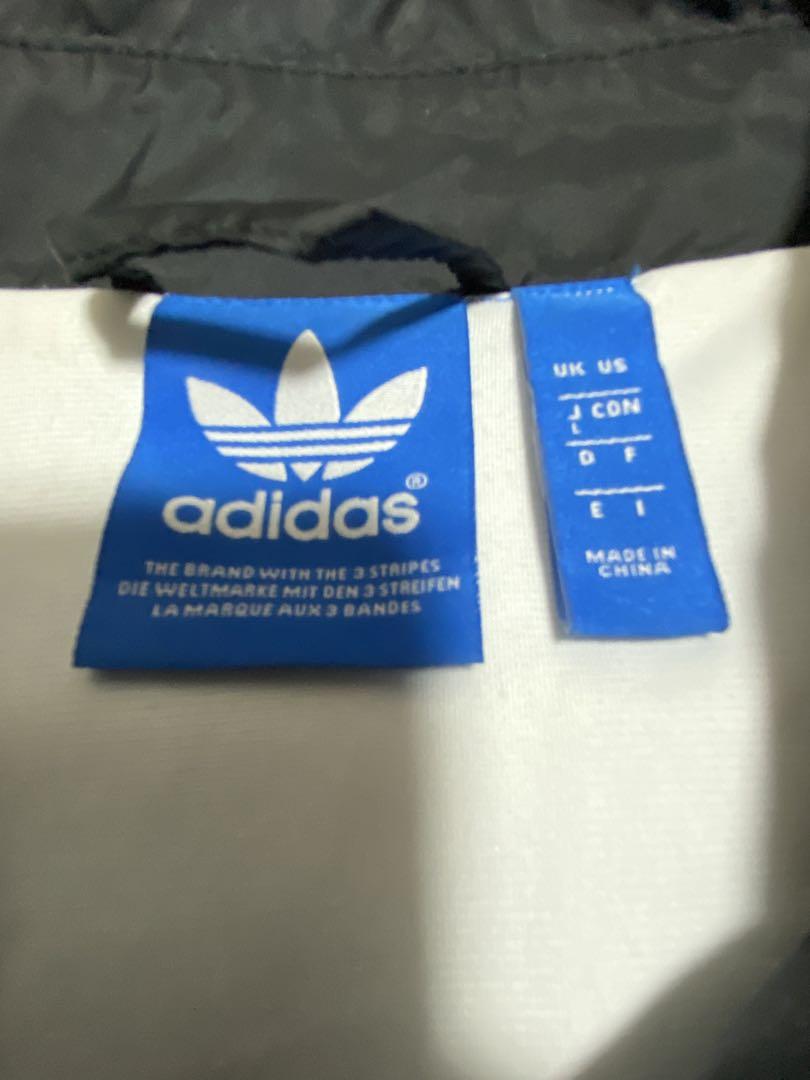 adidas®
THE BRAND WITH THE 3 STRIPES
DIE WELTMARKE MIT DEN 3 STREIFEN
LA MARQUE AUX 3 BANDES
UK US
J CON
L
D F
E I
MADE IN
CHINA